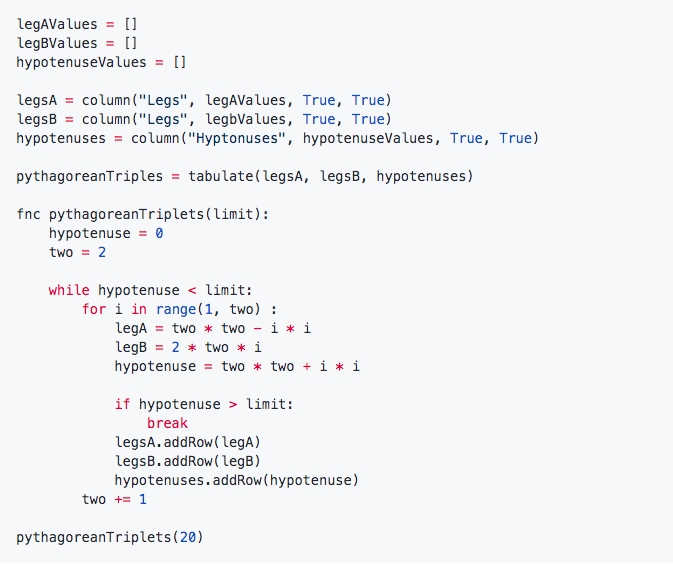 legAValues = []
legBValues = []
hypotenuseValues = []

legsA = column("Legs", legAValues, True, True)
legsB = column("Legs", legbValues, True, True)
hypotenuses = column("Hyptonuses", hypotenuseValues, True, True)

pythagoreanTriples = tabulate(legsA, legsB, hypotenuses)

fnc pythagoreanTriplets(limit):
    hypotenuse = 0
    two = 2

    while hypotenuse < limit:
        for i in range(1, two) :
            legA = two * two - i * i
            legB = 2 * two * i
            hypotenuse = two * two + i * i

            if hypotenuse > limit:
                break
            legsA.addRow(legA)
            legsB.addRow(legB)
            hypotenuses.addRow(hypotenuse)
        two += 1

pythagoreanTriplets(20)